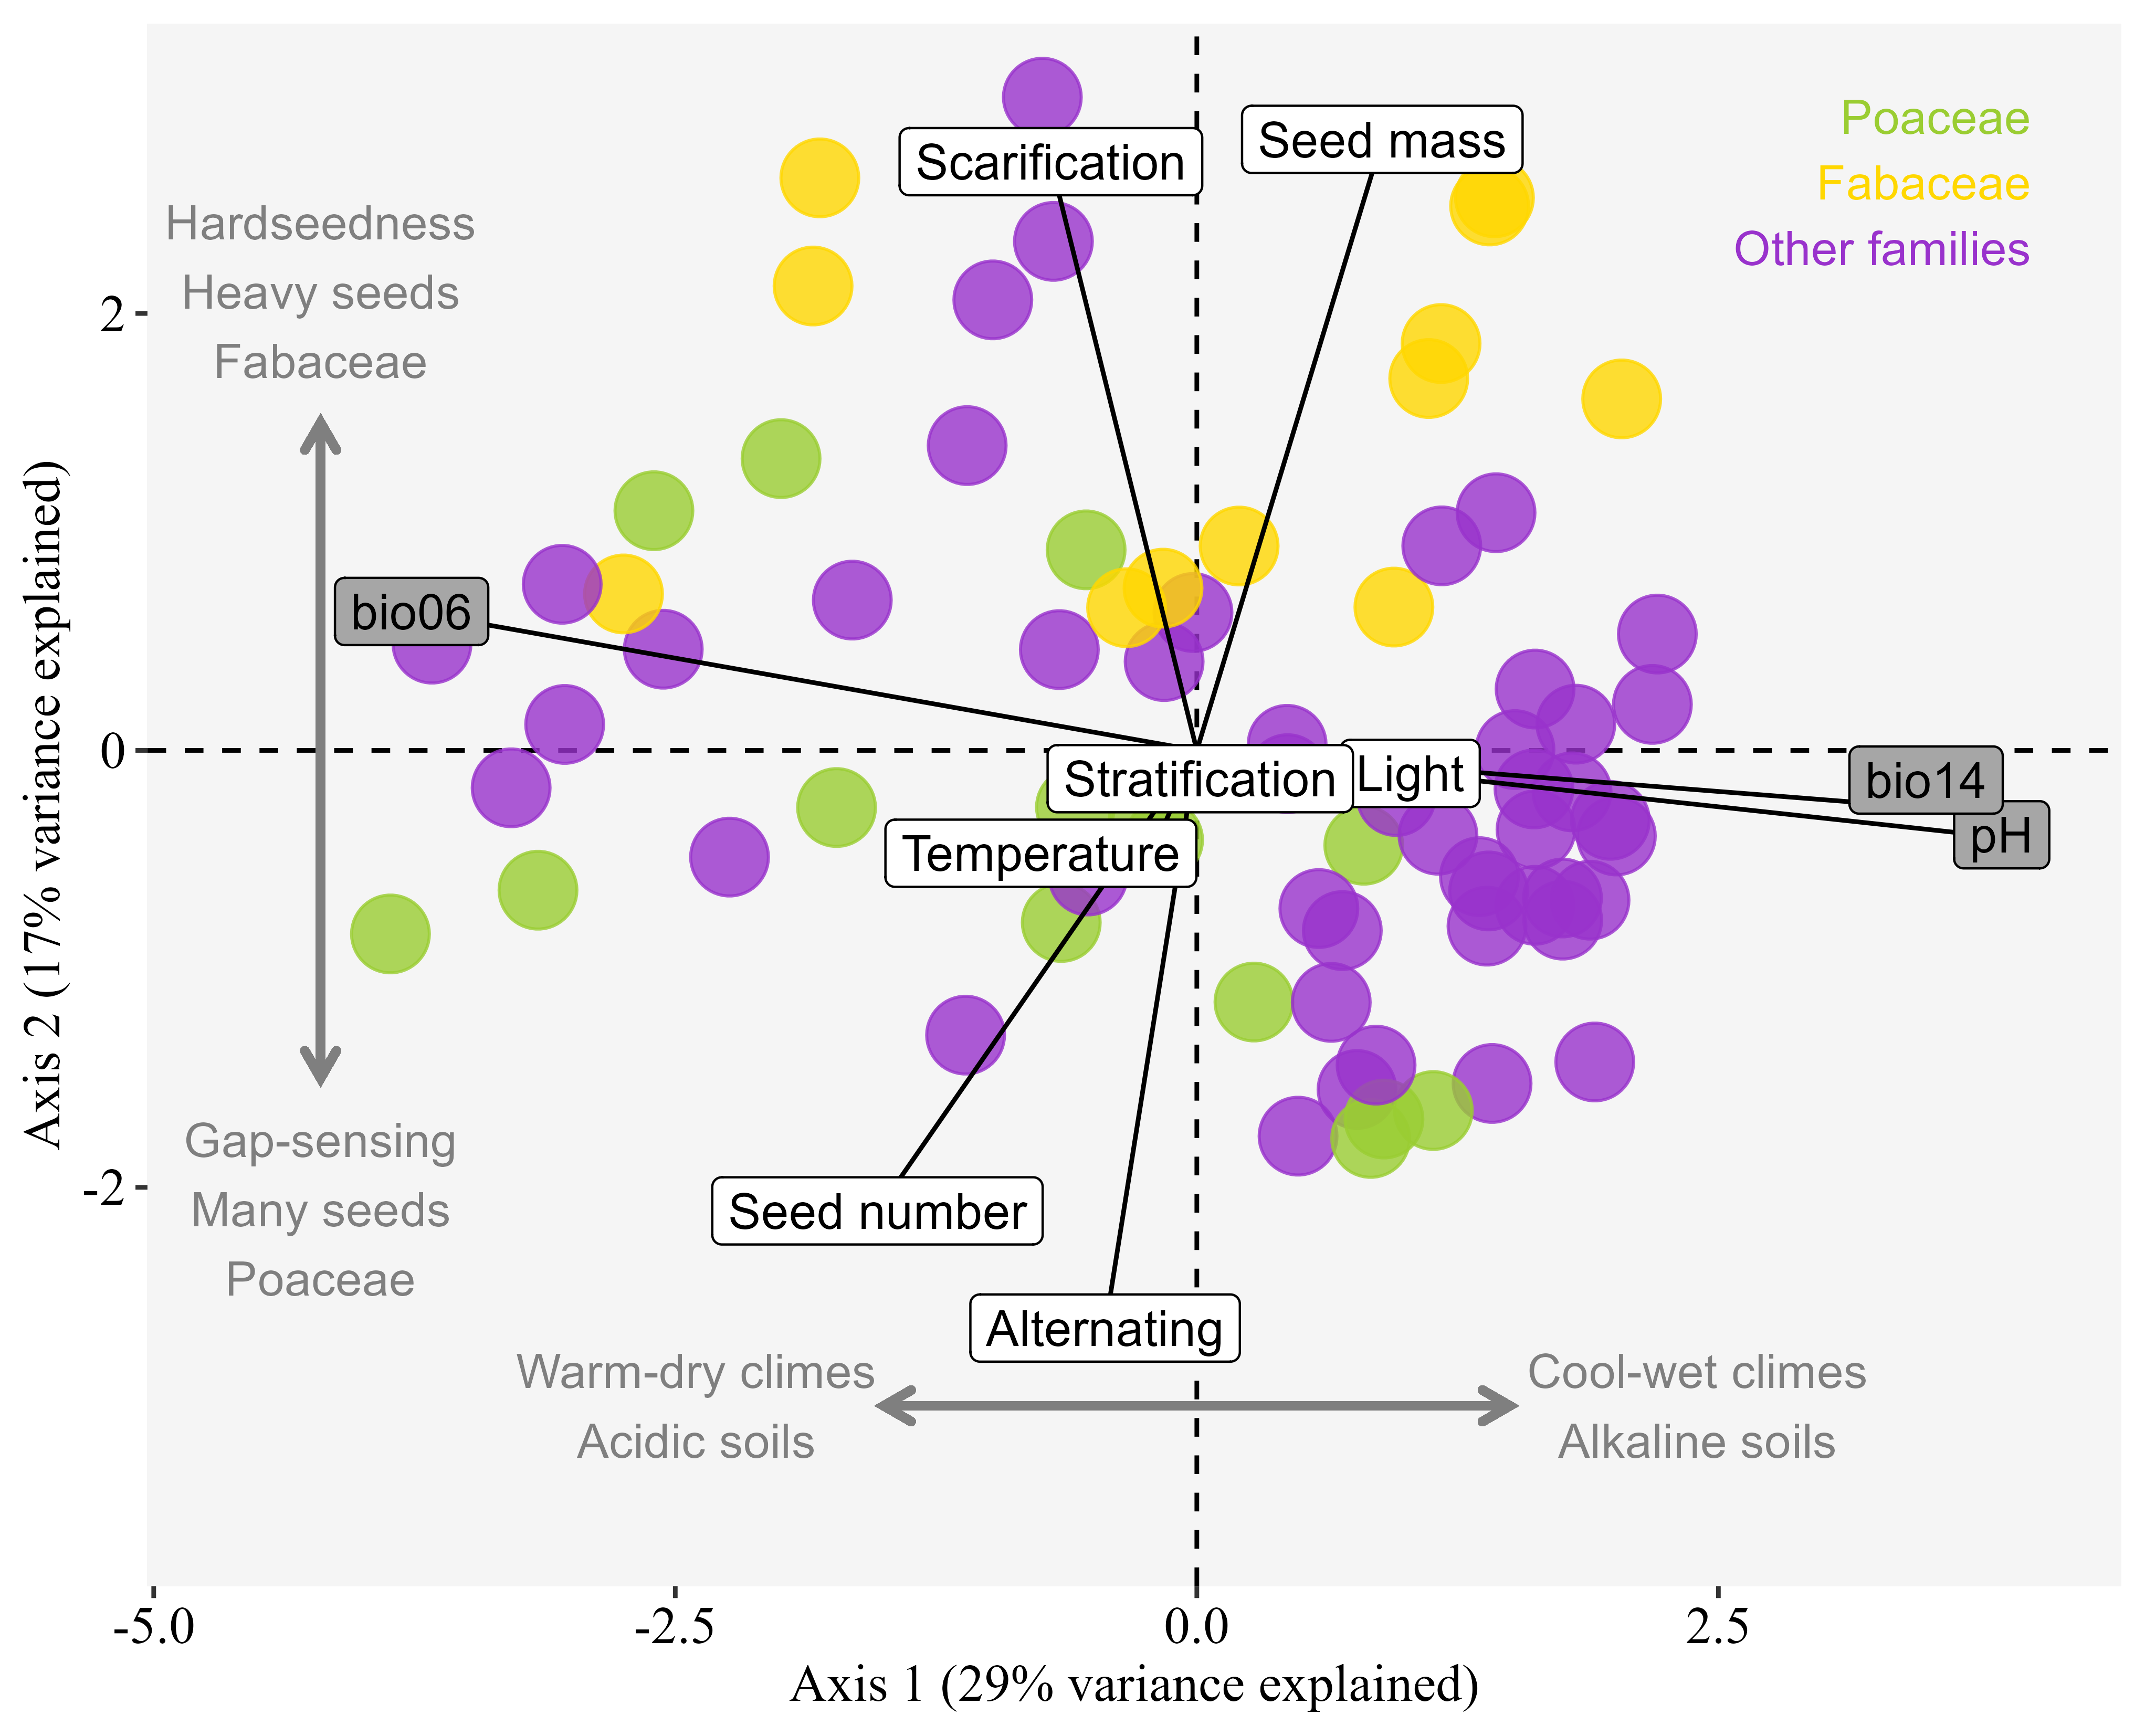 Poaceae
Fabaceae
Other families
Scarification
Seed mass
Hardseedness
Heavy seeds
Fabaceae
bio06
Stratification
Light
bio14
pH
Temperature
Gap-sensing
Many seeds
Poaceae
Seed number
Alternating
Warm-dry climes
Acidic soils
Cool-wet climes
Alkaline soils
2
0
-2
Axis 2 (17% variance explained)
-5.0
-2.5
0.0
2.5
Axis 1 (29% variance explained)